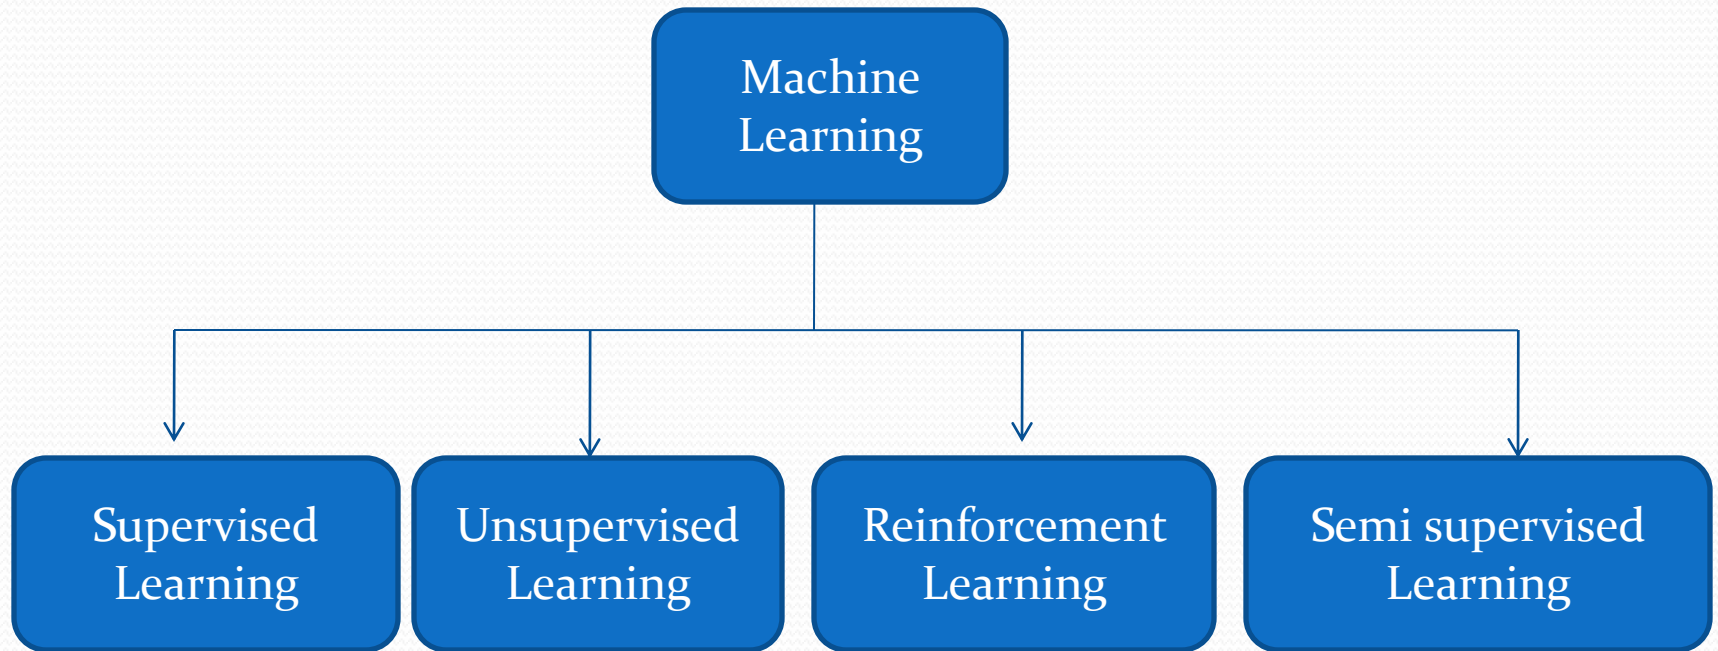 Machine
Learning
Supervised
Learning
Unsupervised
Learning
Reinforcement
Learning
Semi supervised
Learning